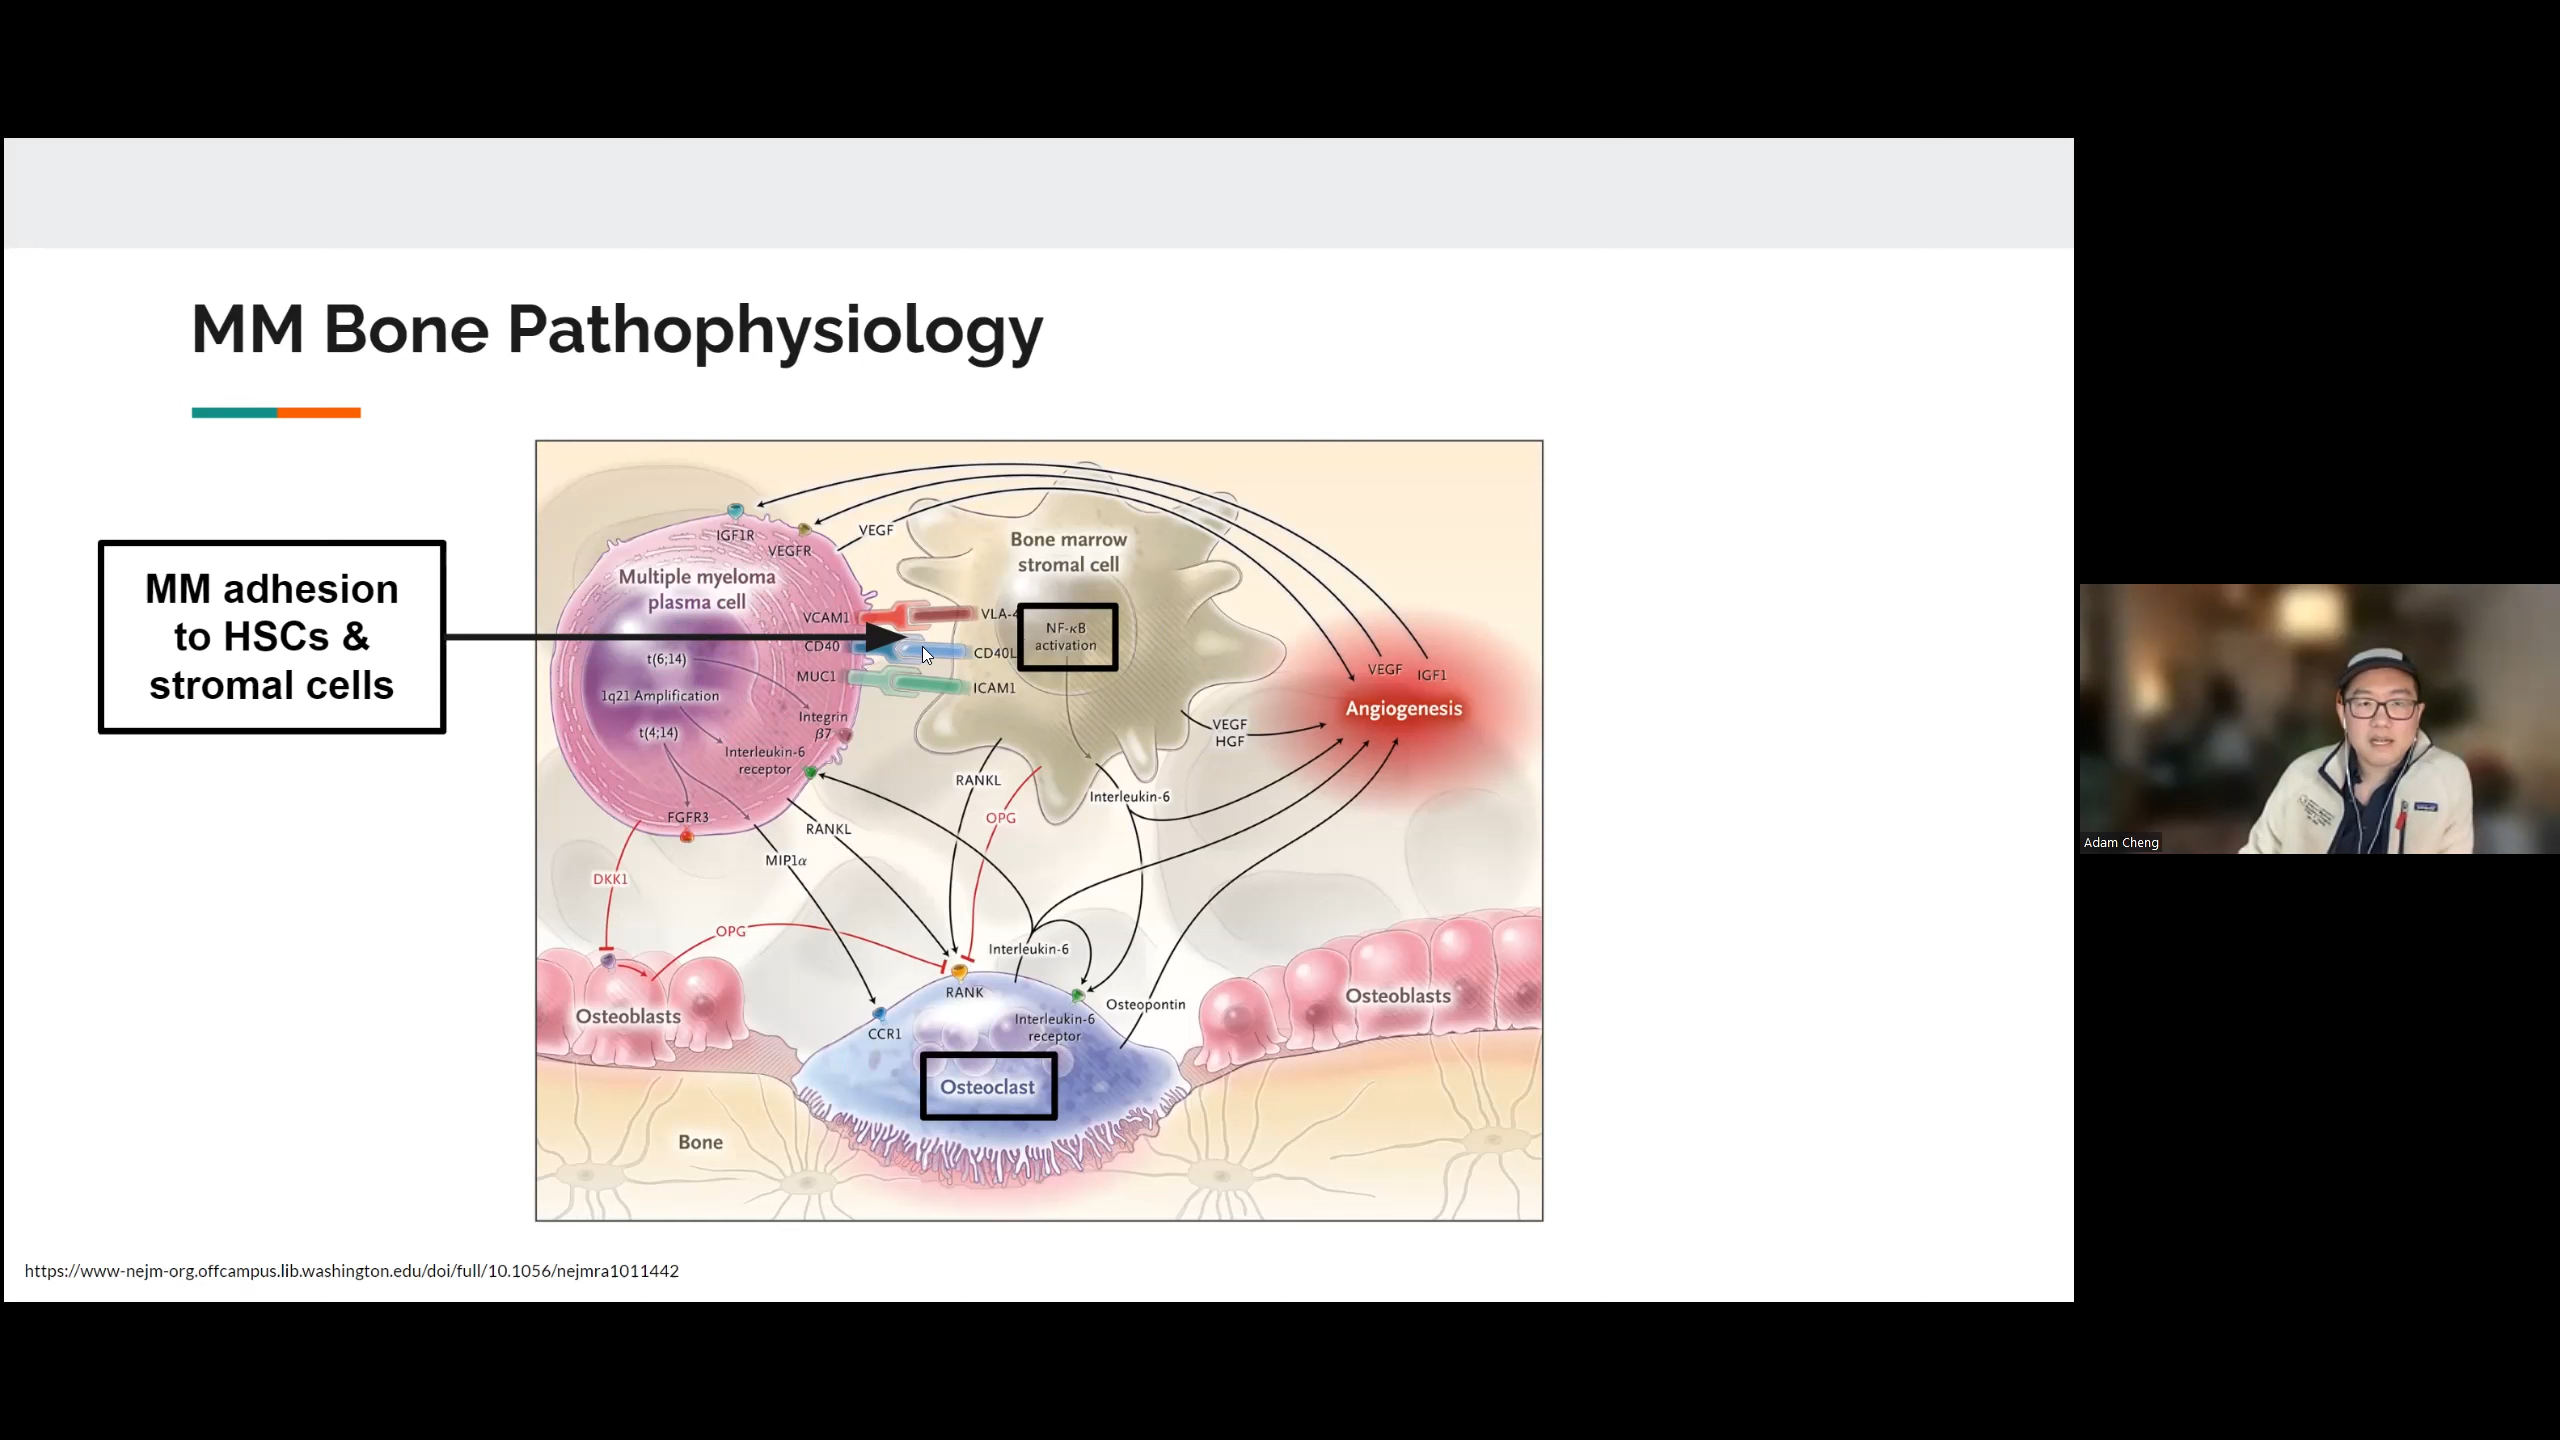 MM Bone Pathophysiology
MM adhesion
to HSCs &
stromal cells
IGF1R
VEGFR
VEGF
Multiple myeloma
plasma cell
Bone marrow
stromal cell
VCAM1
VLA-4
CD40
CD40L
MUC1
ICAM1
NF-κB
activation
t(6;14)
1q21 Amplification
t(4;14)
Integrin
β7
Interleukin-6
receptor
FGFR3
VEGF
IGF1
Angiogenesis
VEGF
HGF
RANKL
OPG
Interleukin-6
RANKL
MIP1α
DKK1
OPG
Interleukin-6
RANK
Osteopontin
CCR1
Interleukin-6
receptor
Osteoblasts
Osteoblasts
Osteoclast
Bone
https://www-nejm-org.offcampus.lib.washington.edu/doi/full/10.1056/nejmra1011442
Adam Cheng